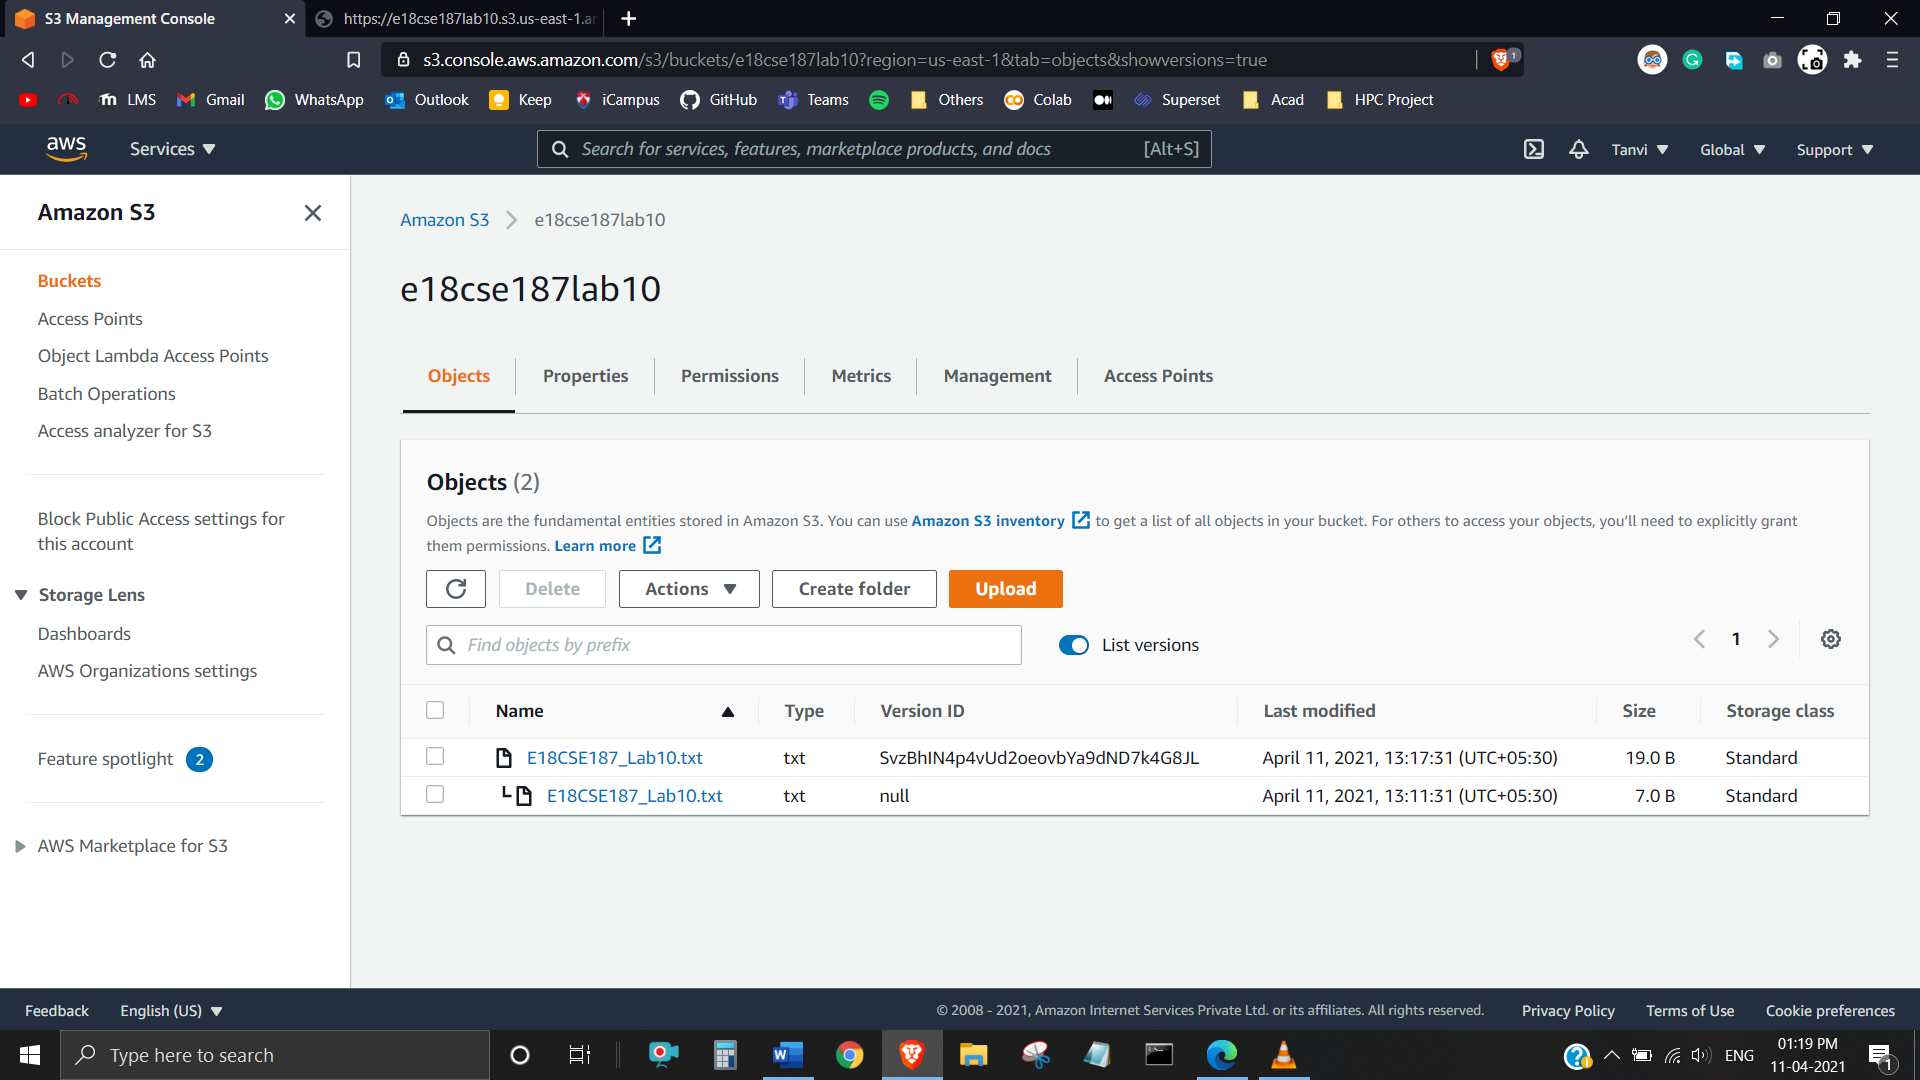 S3 Management Console
https://e18cse187lab10.s3.us-east-1.a
s3.console.aws.amazon.com/s3/buckets/e18cse187lab10?region=us-east-1&tab=objects&showversions=true
1
LMS Gmail WhatsApp Outlook Keep iCampus GitHub Teams Others Colab Superset Acad HPC Project
aws Services Search for services, features, marketplace products, and docs [Alt+S] Tanvi Global Support
Amazon S3
Buckets
Access Points
Object Lambda Access Points
Batch Operations
Access analyzer for S3
Block Public Access settings for
this account
Storage Lens
Dashboards
AWS Organizations settings
Feature spotlight 2
AWS Marketplace for S3
Amazon S3 e18cse187lab10
e18cse187lab10
Objects Properties Permissions Metrics Management Access Points
Objects (2)
Objects are the fundamental entities stored in Amazon S3. You can use Amazon S3 inventory to get a list of all objects in your bucket. For others to access your objects, you'll need to explicitly grant
them permissions. Learn more
Delete Actions Create folder Upload
Find objects by prefix List versions 1
Name Type Version ID Last modified Size Storage class
E18CSE187_Lab10.txt txt SvzBhIN4p4vUd2oeovbYa9dND7k4G8JL April 11, 2021, 13:17:31 (UTC+05:30) 19.0 B Standard
E18CSE187_Lab10.txt txt null April 11, 2021, 13:11:31 (UTC+05:30) 7.0 B Standard
Feedback English (US) © 2008 - 2021, Amazon Internet Services Private Ltd. or its affiliates. All rights reserved. Privacy Policy Terms of Use Cookie preferences
Type here to search
ENG
01:19 PM
11-04-2021
1